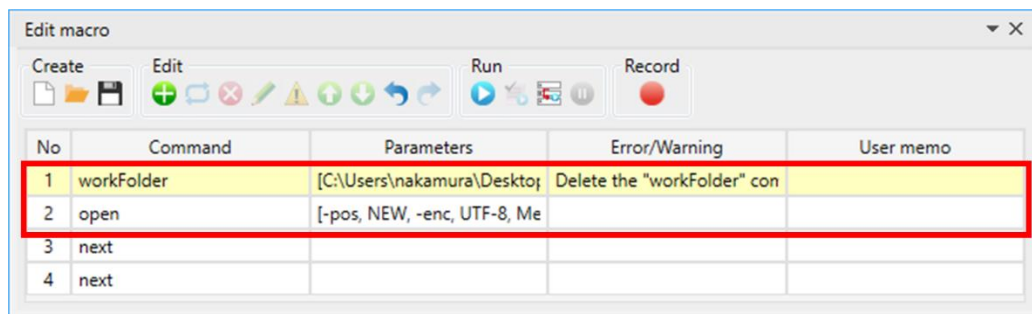 Edit macro
Create Edit Run Record
No Command Parameters Error/Warning User memo
1 workFolder [C:\Users\nakamura\Desktop Delete the "workFolder" com
2 open [-pos, NEW, -enc, UTF-8, Me
3 next
4 next